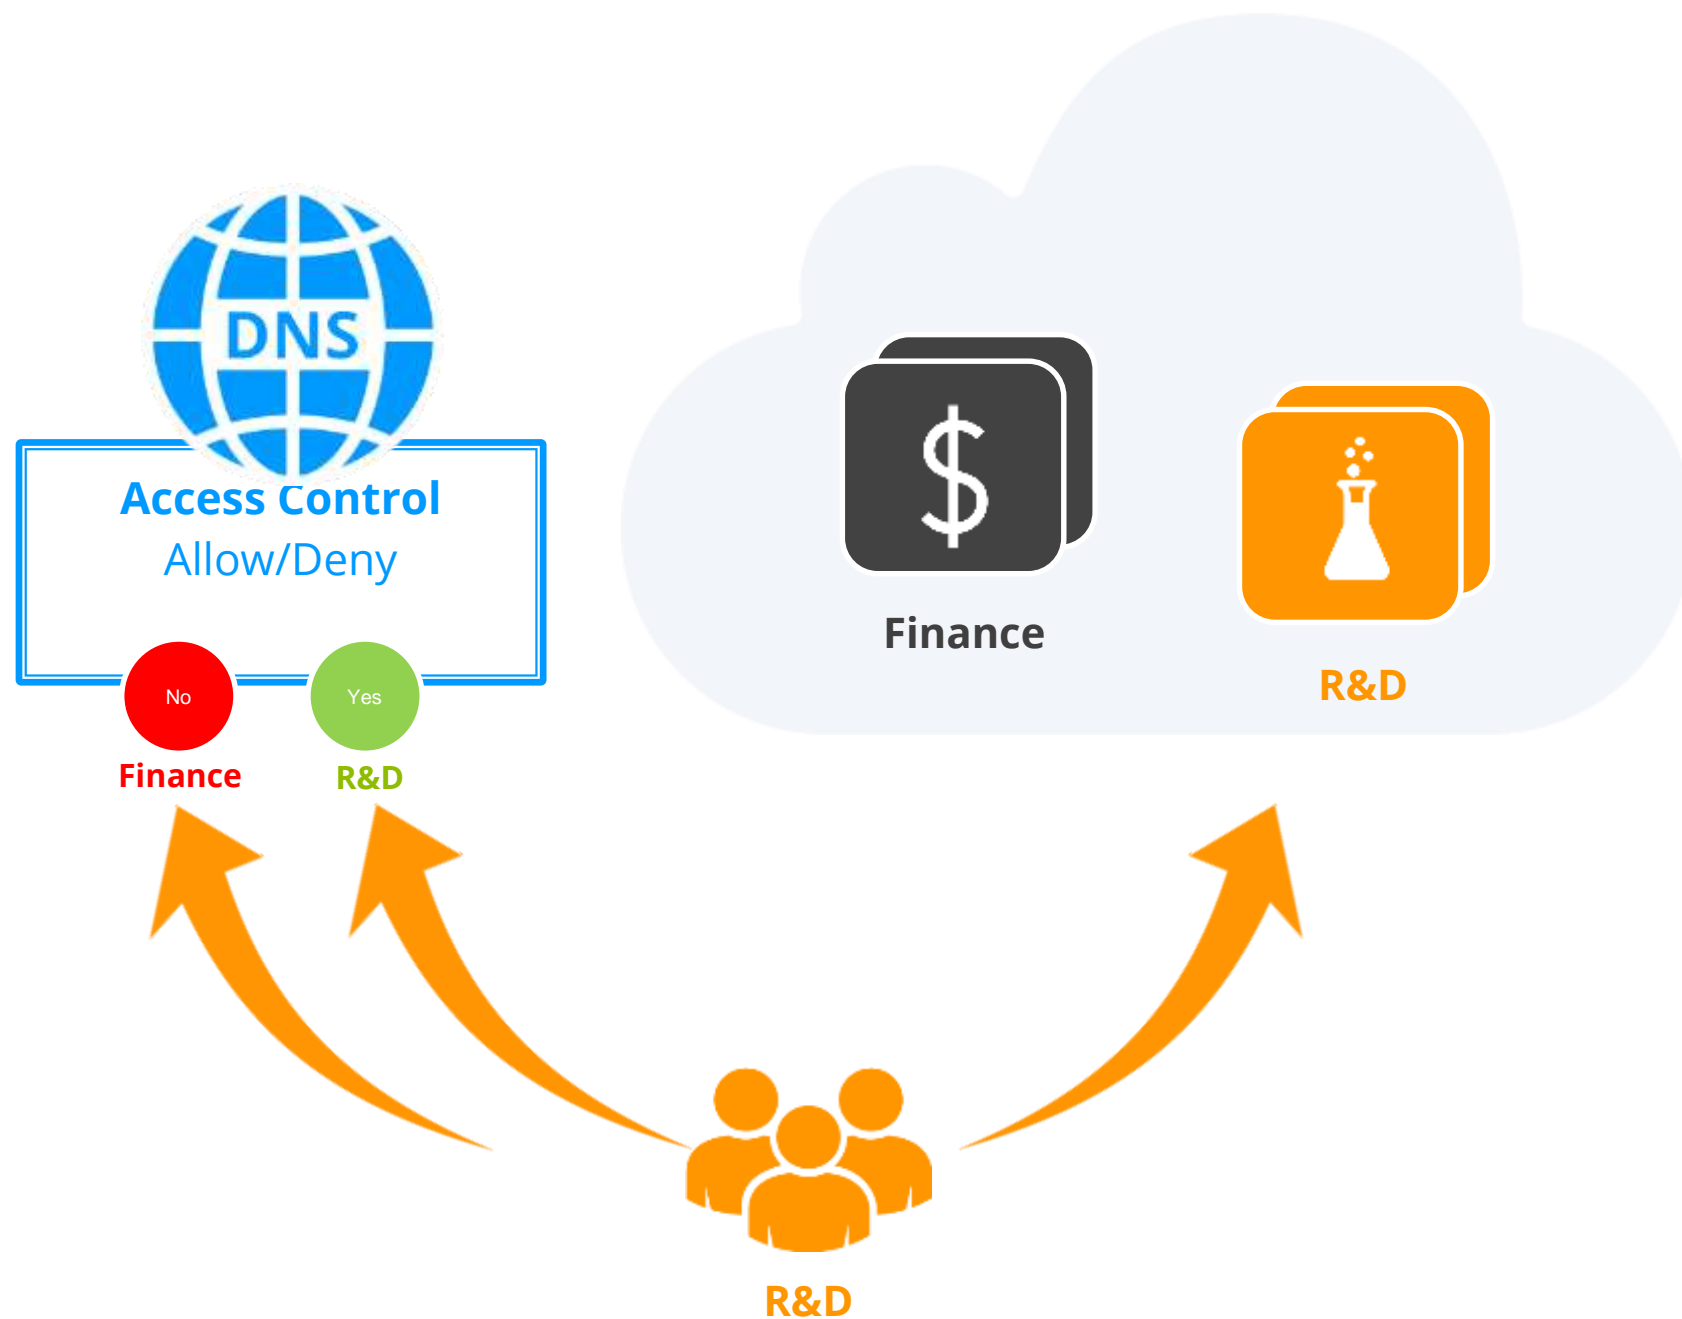 DNS
Access Control
Allow/Deny
No
Yes
Finance
R&D
$
Finance
R&D
R&D